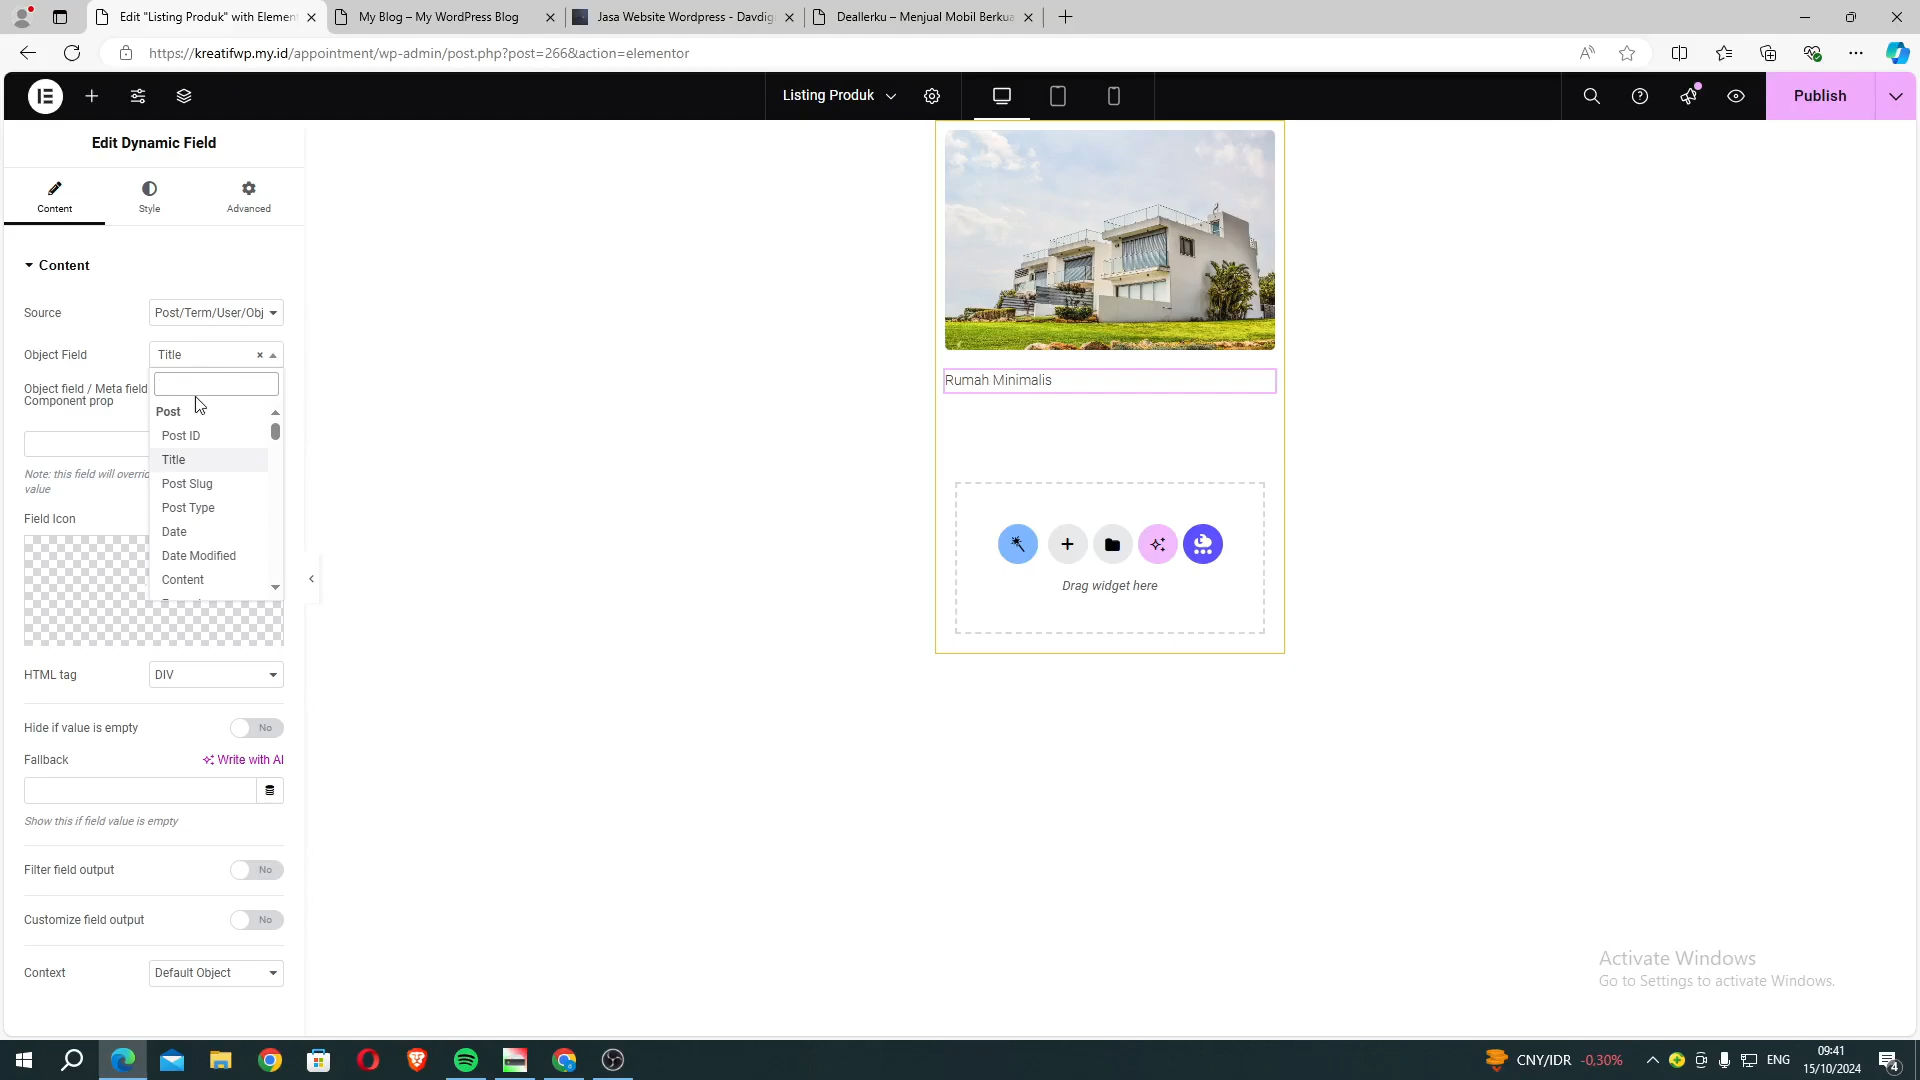 Edit "Listing Produk" with Elemen
My Blog – My WordPress Blog
Jasa Website Wordpress - Davdig
Deallerku – Menjual Mobil Berkua
https://kreatifwp.my.id/appointment/wp-admin/post.php?post=266&action=elementor
Listing Produk
Publish
Edit Dynamic Field
Content
Style
Advanced
Content
Source
Post/Term/User/Obj
Object Field
Title
Object field / Meta field
Component prop
Post
Post ID
Title
Post Slug
Post Type
Date
Date Modified
Content
Note: this field will overri
value
Field Icon
HTML tag
DIV
Hide if value is empty
No
Fallback
Write with AI
Show this if field value is empty
Filter field output
No
Customize field output
No
Context
Default Object
Rumah Minimalis
Drag widget here
Activate Windows
Go to Settings to activate Windows.
CNY/IDR
-0,30%
ENG
09:41
15/10/2024
4